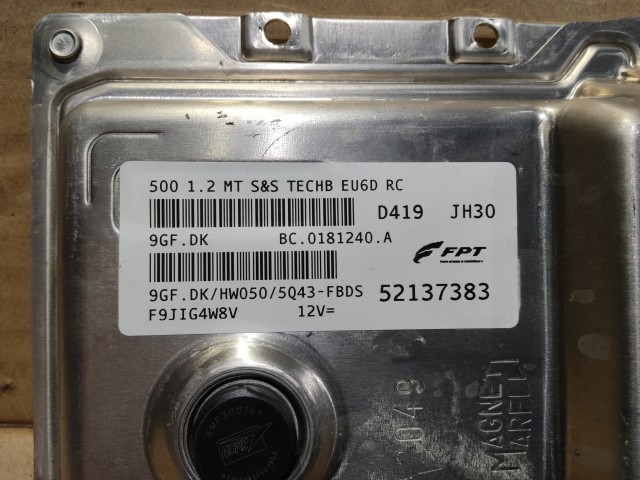 500 1.2 MT S&S TECHB EU6D RC
D419 JH30
9GF.DK BC.0181240.A
FPT
9GF.DK/HW050/5Q43-FBDS 52137383
F9JIG4W8V 12V=
MAGNETI
MARELLI